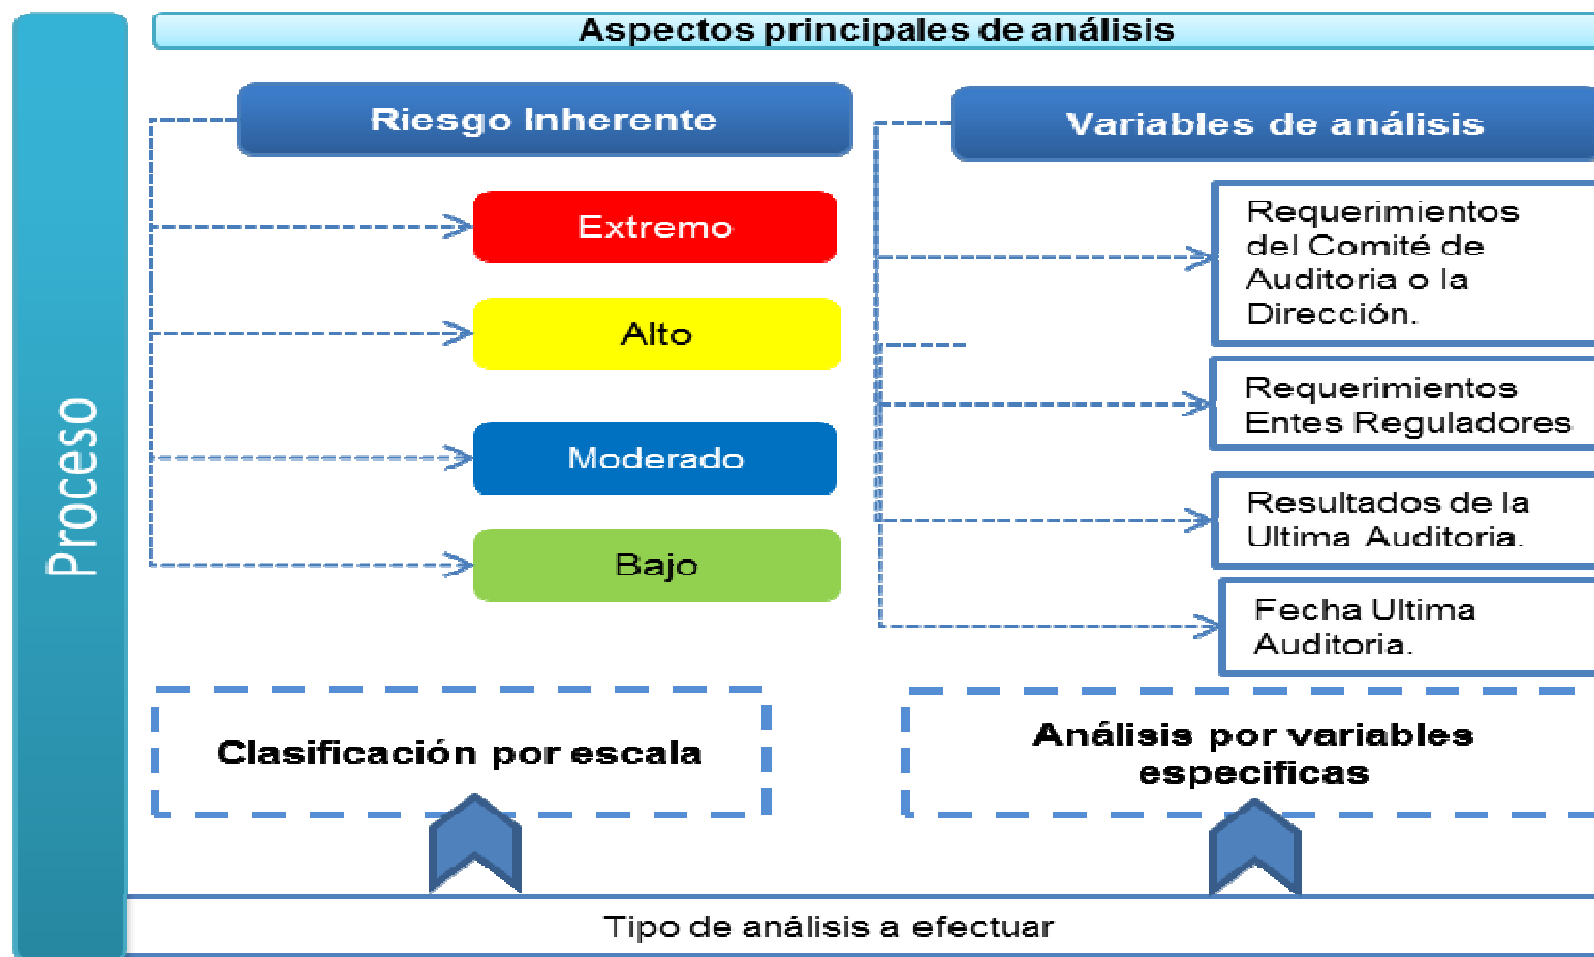 Aspectos principales de análisis
Proceso
Riesgo Inherente
Extremo
Alto
Moderado
Bajo
Clasificación por escala
Variables de análisis
Requerimientos
del Comité de
Auditoria o la
Dirección.
Requerimientos
Entes Reguladores
Resultados de la
Ultima Auditoria.
Fecha Ultima
Auditoria.
Análisis por variables
especificas
Tipo de análisis a efectuar